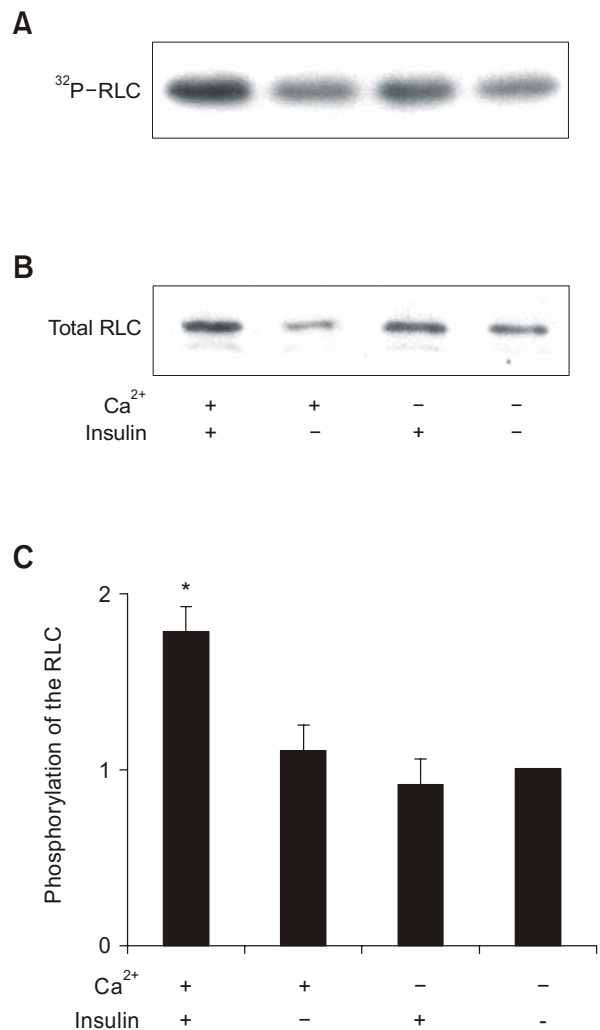 A
³²P−RLC
B
Total RLC
Ca²⁺ + + − −
Insulin + − + −
C
*
2
1
0
Phosphorylation of the RLC
Ca²⁺ + + − −
Insulin + − + -